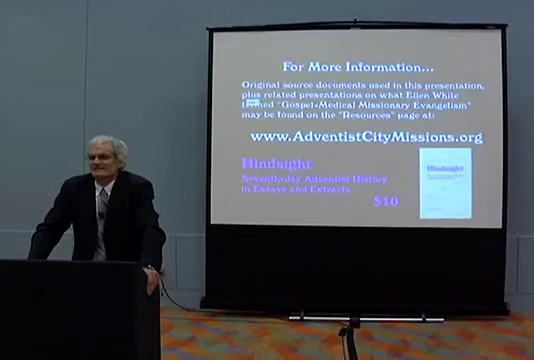 For More Information...
Original source documents used in this presentation,
plus related presentations on what Ellen White
"Gospel-Medical Missionary Evangelism"
may be found on the "Resources" page at:
www.AdventistCityMissions.org
Hindsight
Seventh-day Adventist History
in Essays and Extracts
$10
Hindsight